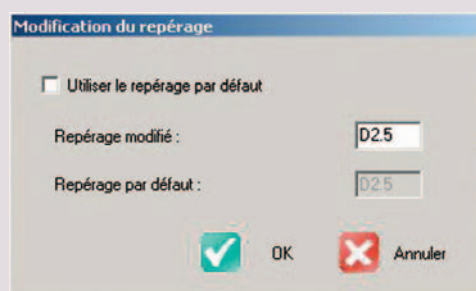 Modification du repérage
Utiliser le repérage par défaut
Repérage modifié : D2.5
Repérage par défaut : D2.5
OK Annuler